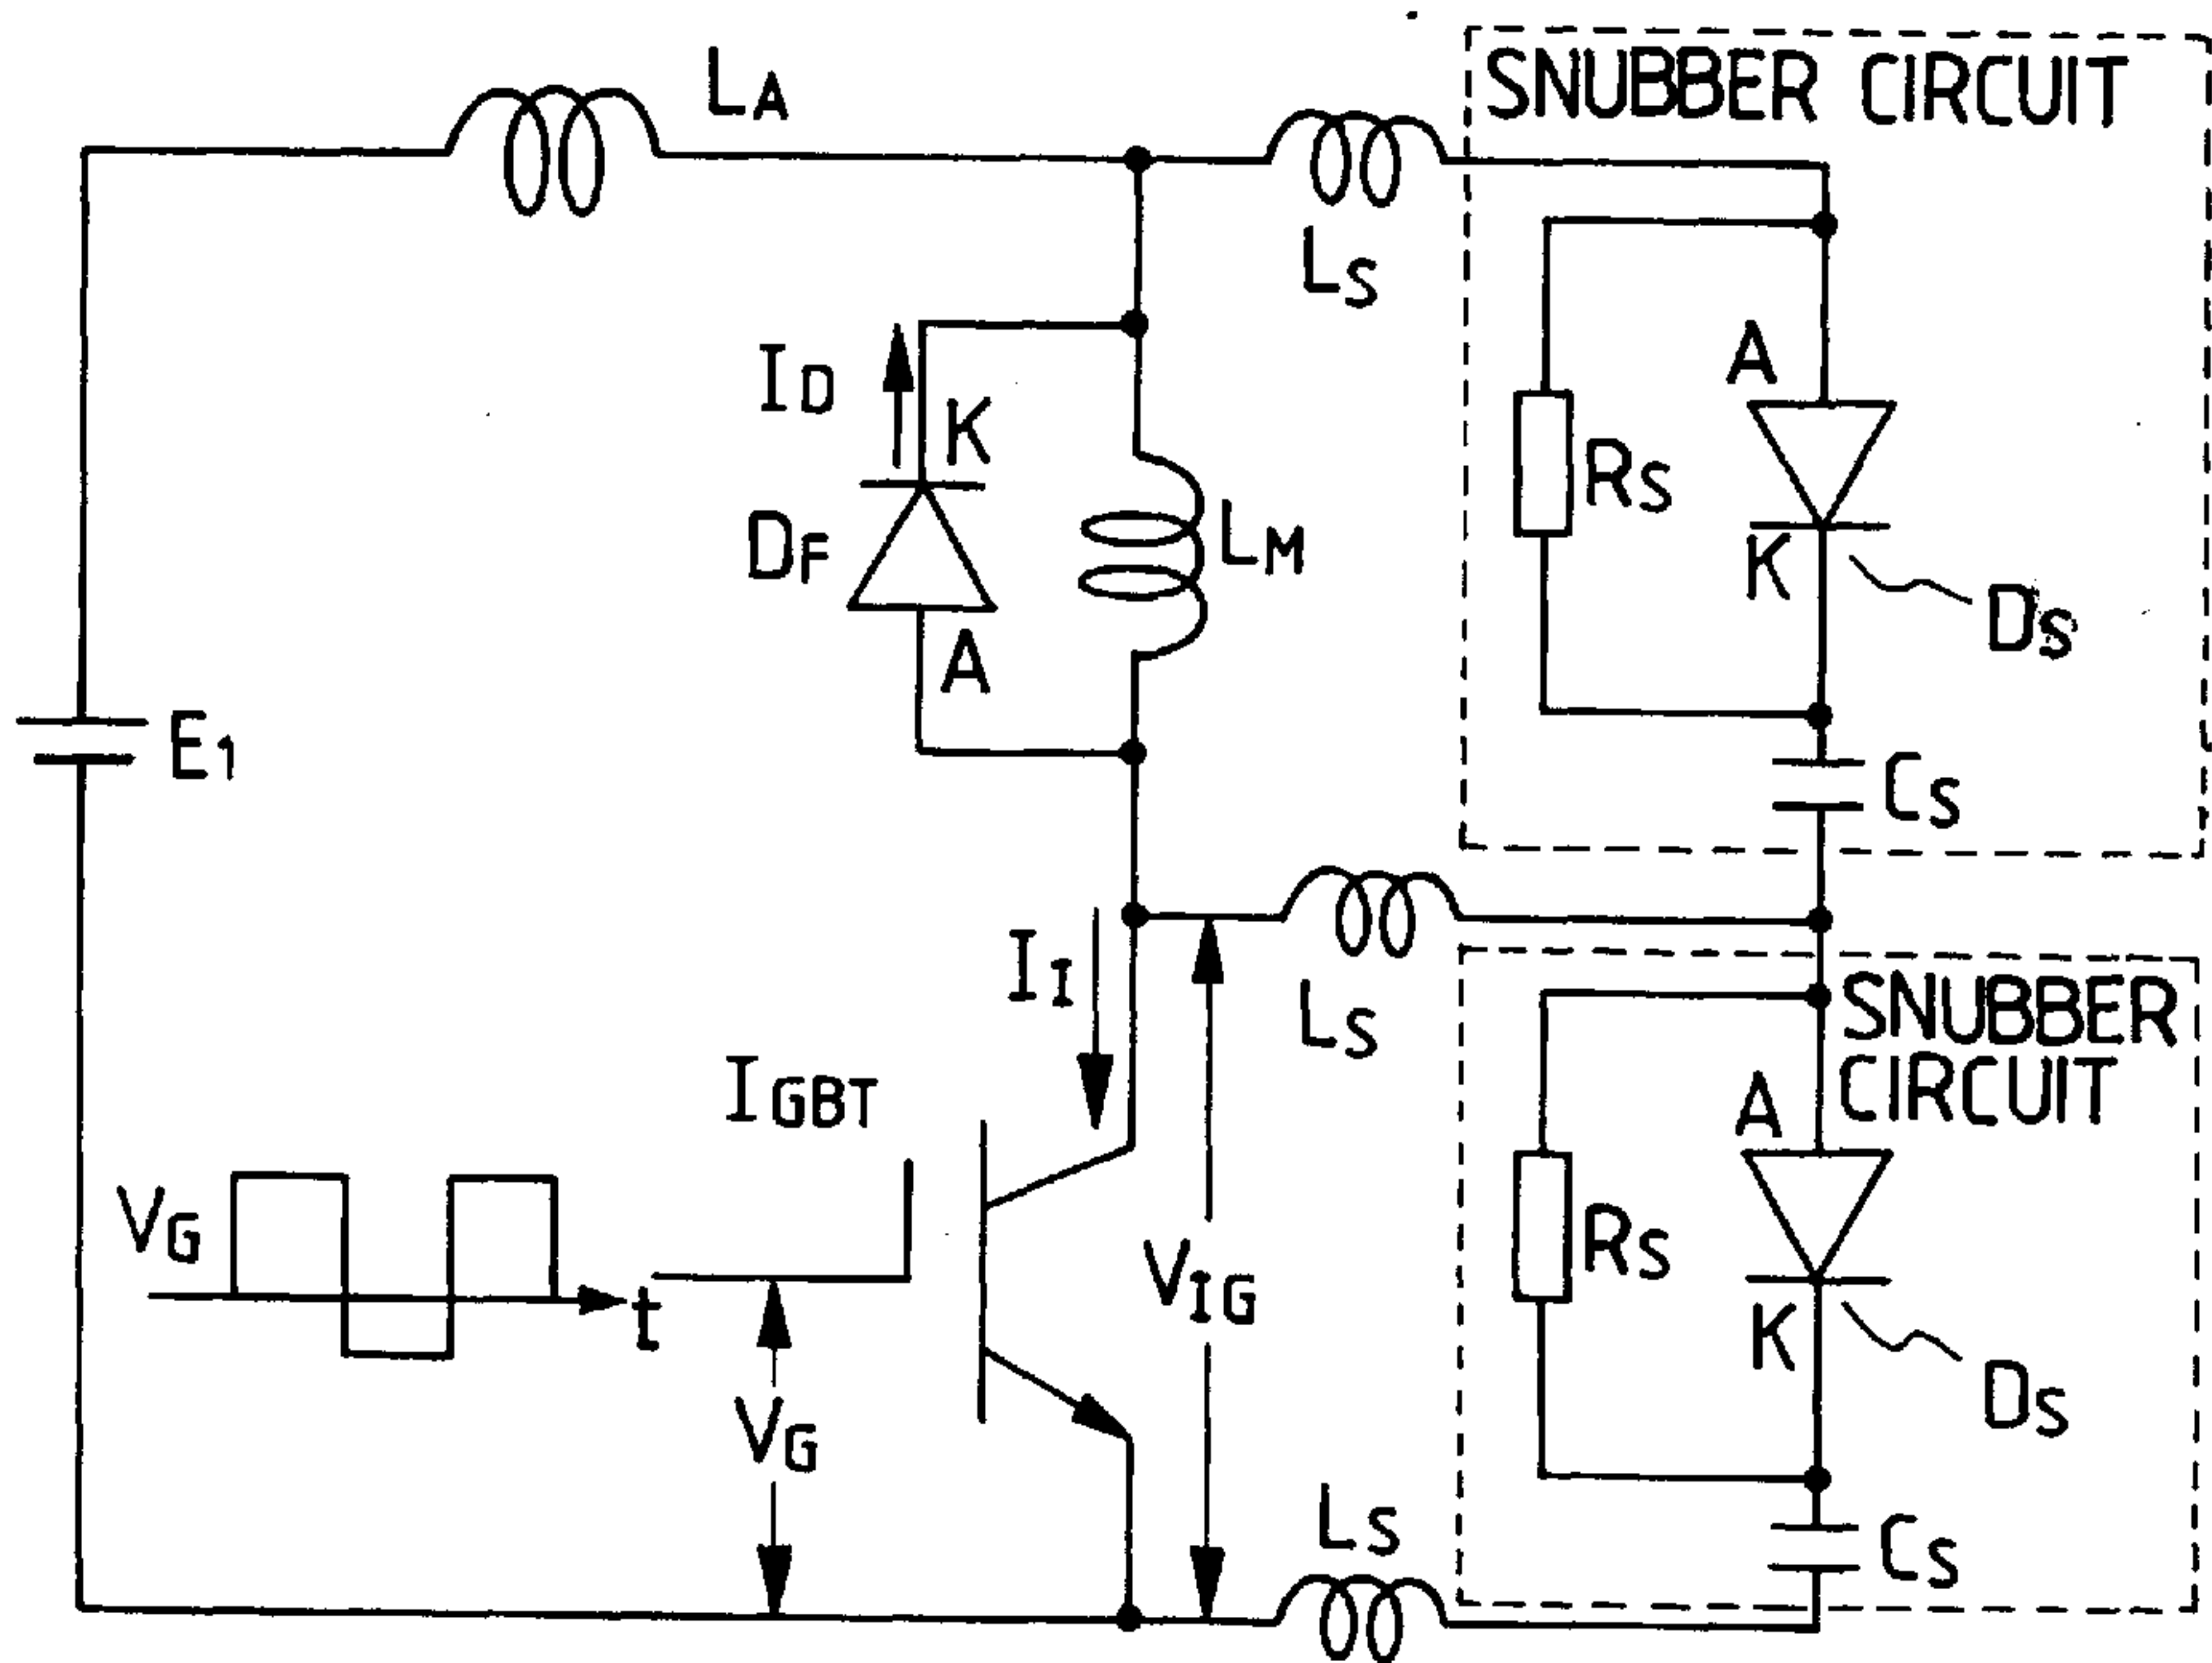 LA
SNUBBER CIRCUIT
LS
ID
K
A
RS
DF
LM
K
DS
A
E1
CS
II
LS
SNUBBER
CIRCUIT
IGBT
A
VG
t
VIG
RS
K
VG
DS
LS
CS